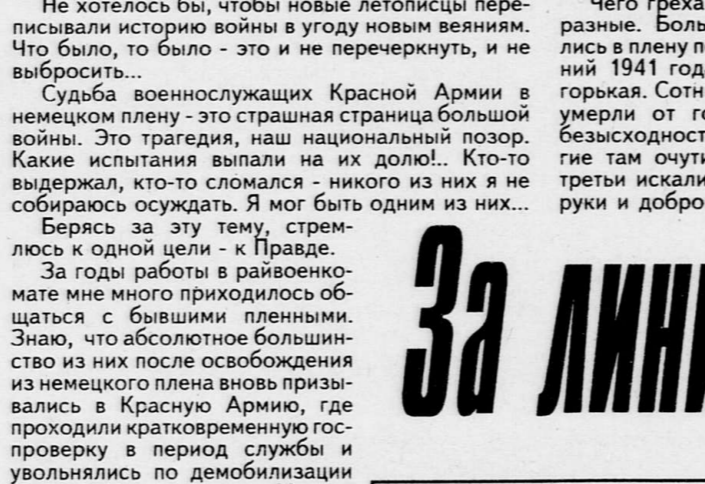 Не хотелось бы, чтобы новые летописцы пере-
писывали историю войны в угоду новым веяниям.
Что было, то было - это и не перечеркнуть, и не
выбросить...
Судьба военнослужащих Красной Армии в
немецком плену - это страшная страница большой
войны. Это трагедия, наш национальный позор.
Какие испытания выпали на их долю!.. Кто-то
выдержал, кто-то сломался - никого из них я не
собираюсь осуждать. Я мог быть одним из них...
Берясь за эту тему, стрем-
люсь к одной цели - к Правде.
За годы работы в райвоенко-
мате мне много приходилось об-
щаться с бывшими пленными.
Знаю, что абсолютное большин-
ство из них после освобождения
из немецкого плена вновь призы-
вались в Красную Армию, где
проходили кратковременную гос-
проверку в период службы и
увольнялись по демобилизации
Чего греха
разные. Боль
лись в плену п
ний 1941 год
горькая. Сотн
умерли от го
безысходност
гие там очути
третьи искали
руки и добро
За лин